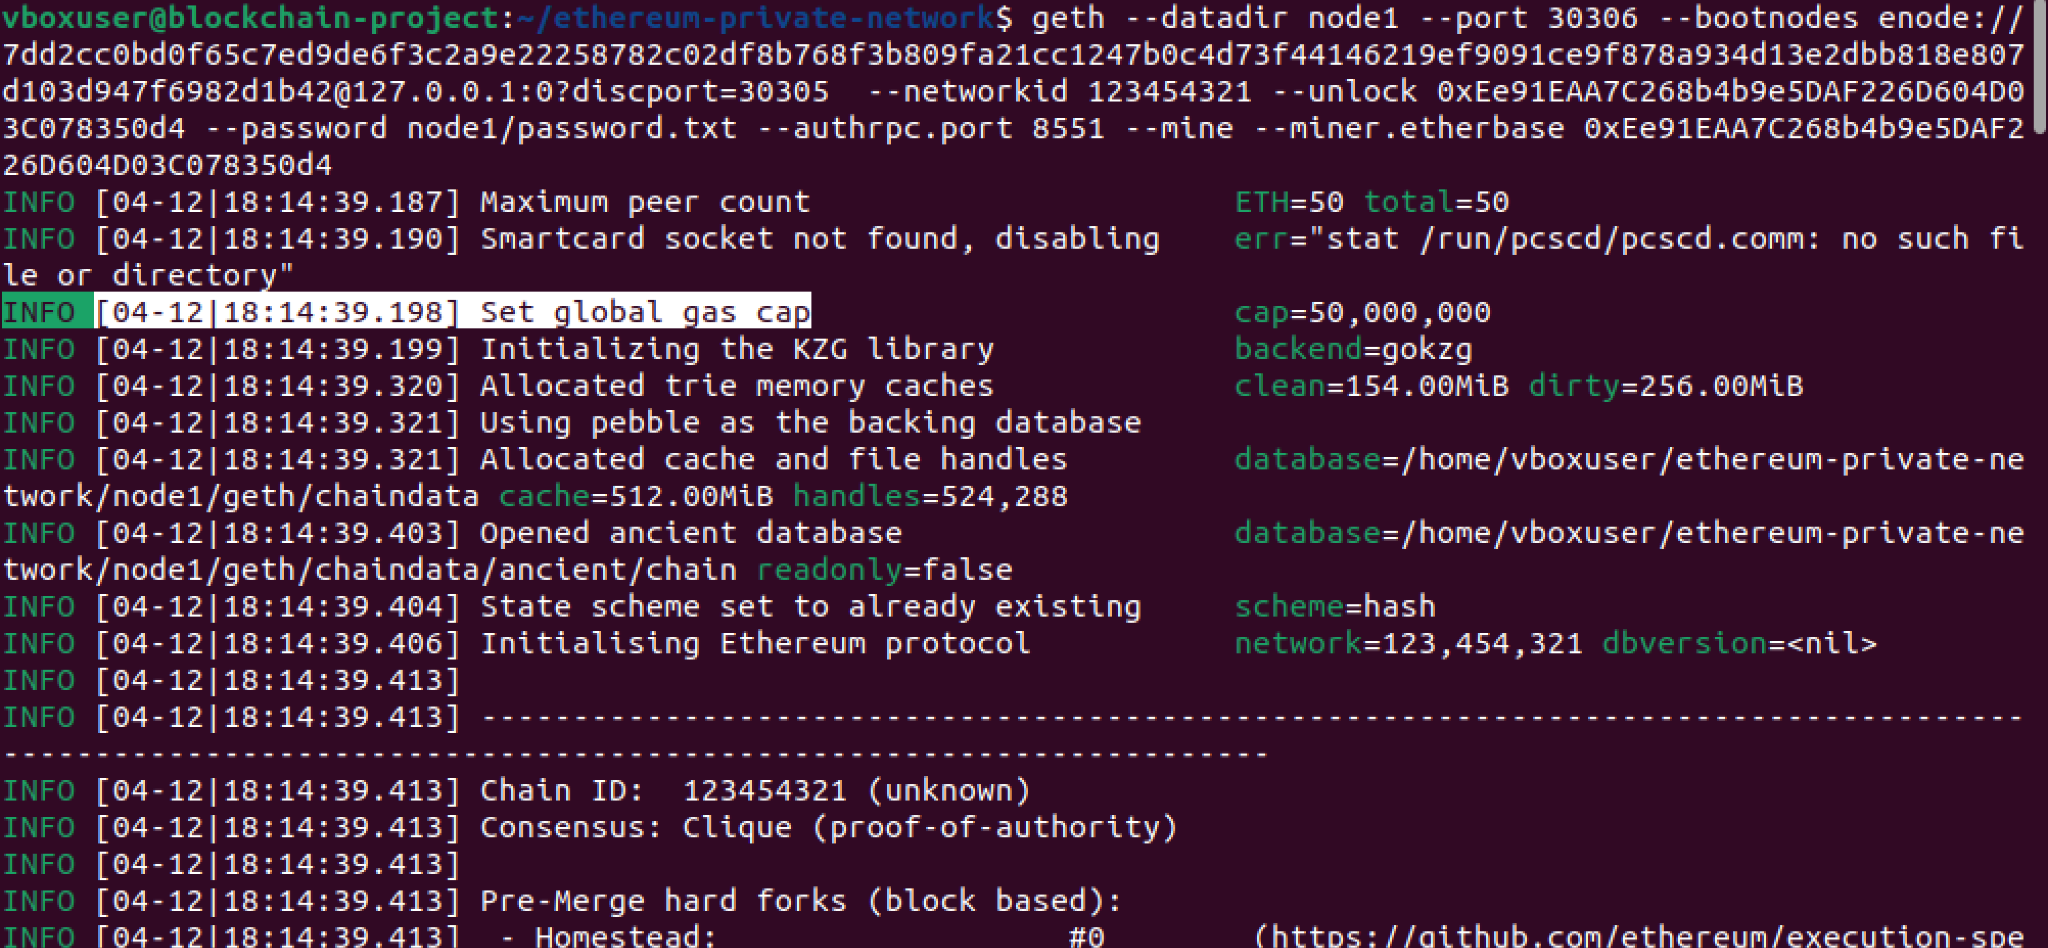 vboxuser@blockchain-project:~/ethereum-private-network$ geth --datadir node1 --port 30306 --bootnodes enode://
7dd2cc0bd0f65c7ed9de6f3c2a9e22258782c02df8b768f3b809fa21cc1247b0c4d73f44146219ef9091ce9f878a934d13e2dbb818e807
d103d947f6982d1b42@127.0.0.1:0?discport=30305  --networkid 123454321 --unlock 0xEe91EAA7C268b4b9e5DAF226D604D0
3C078350d4 --password node1/password.txt --authrpc.port 8551 --mine --miner.etherbase 0xEe91EAA7C268b4b9e5DAF2
26D604D03C078350d4
INFO [04-12|18:14:39.187] Maximum peer count                       ETH=50 total=50
INFO [04-12|18:14:39.190] Smartcard socket not found, disabling    err="stat /run/pcscd/pcscd.comm: no such fi
le or directory"
INFO [04-12|18:14:39.198] Set global gas cap                       cap=50,000,000
INFO [04-12|18:14:39.199] Initializing the KZG library             backend=gokzg
INFO [04-12|18:14:39.320] Allocated trie memory caches             clean=154.00MiB dirty=256.00MiB
INFO [04-12|18:14:39.321] Using pebble as the backing database
INFO [04-12|18:14:39.321] Allocated cache and file handles         database=/home/vboxuser/ethereum-private-ne
twork/node1/geth/chaindata cache=512.00MiB handles=524,288
INFO [04-12|18:14:39.403] Opened ancient database                  database=/home/vboxuser/ethereum-private-ne
twork/node1/geth/chaindata/ancient/chain readonly=false
INFO [04-12|18:14:39.404] State scheme set to already existing     scheme=hash
INFO [04-12|18:14:39.406] Initialising Ethereum protocol           network=123,454,321 dbversion=<nil>
INFO [04-12|18:14:39.413]
INFO [04-12|18:14:39.413] ------------------------------------------------------------------------------------
---------------------------------------------------------------------
INFO [04-12|18:14:39.413] Chain ID:  123454321 (unknown)
INFO [04-12|18:14:39.413] Consensus: Clique (proof-of-authority)
INFO [04-12|18:14:39.413]
INFO [04-12|18:14:39.413] Pre-Merge hard forks (block based):
INFO [04-12|18:14:39.413]  - Homestead:                   #0        (https://github.com/ethereum/execution-spe